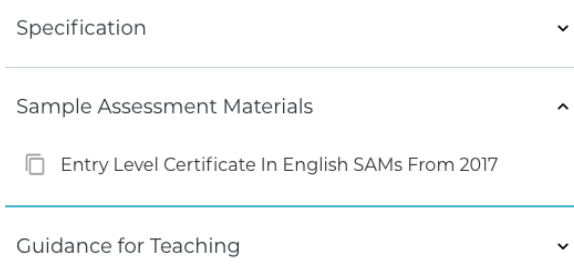 Specification
Sample Assessment Materials
Entry Level Certificate In English SAMs From 2017
Guidance for Teaching